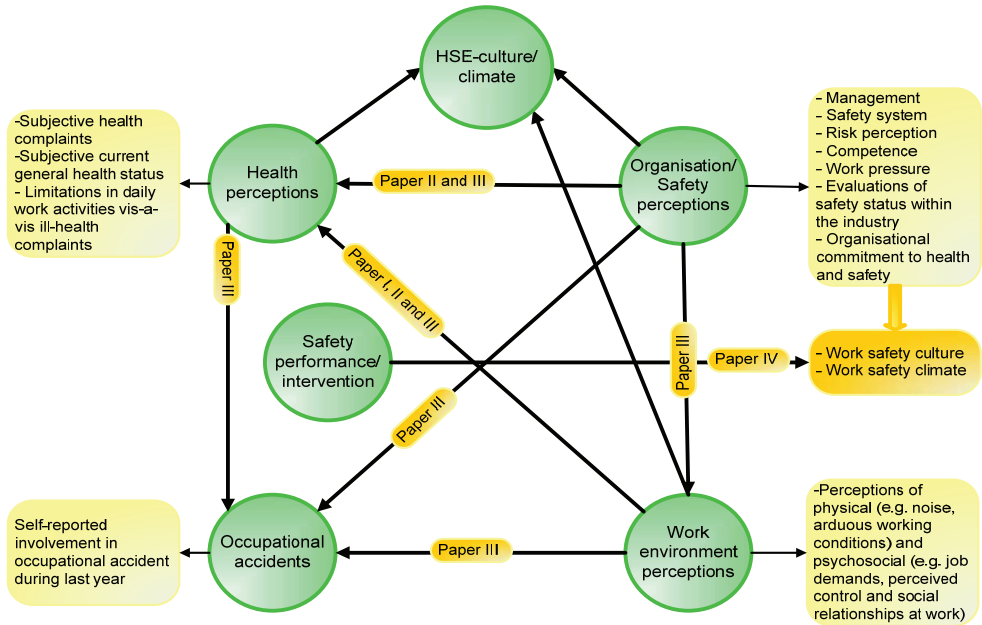 HSE-culture/
climate
-Subjective health
complaints
-Subjective current
general health status
- Limitations in daily
work activities vis-a-
vis ill-health
complaints
Health
perceptions
Paper II and III
Organisation/
Safety
perceptions
- Management
- Safety system
- Risk perception
- Competence
- Work pressure
- Evaluations of
safety status within
the industry
- Organisational
commitment to health
and safety
Paper III
Paper I, II and III
Safety
performance/
intervention
Paper III
Paper IV
- Work safety culture
- Work safety climate
Paper III
Self-reported
involvement in
occupational accident
during last year
Occupational
accidents
Paper III
Work
environment
perceptions
-Perceptions of
physical (e.g. noise,
arduous working
conditions) and
psychosocial (e.g. job
demands, perceived
control and social
relationships at work)